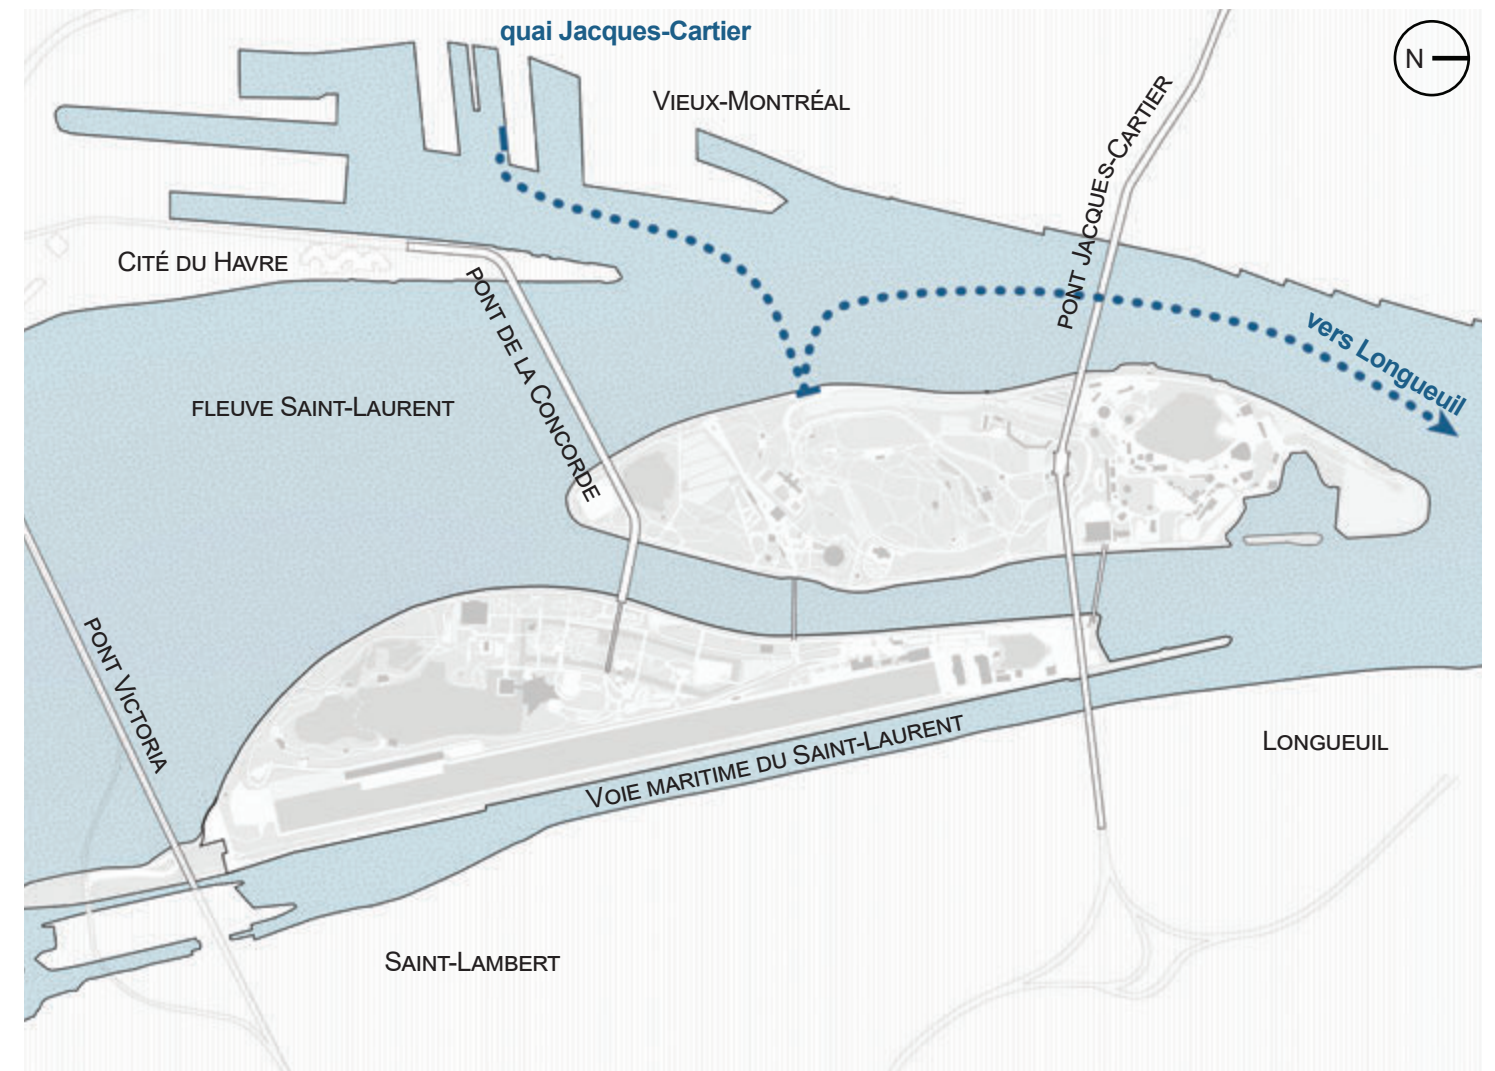 quai Jacques-Cartier
N
VIEUX-MONTRÉAL
PONT JACQUES-CARTIER
CITÉ DU HAVRE
PONT DE LA CONCORDE
vers Longueuil
FLEUVE SAINT-LAURENT
PONT VICTORIA
LONGUEUIL
VOIE MARITIME DU SAINT-LAURENT
SAINT-LAMBERT